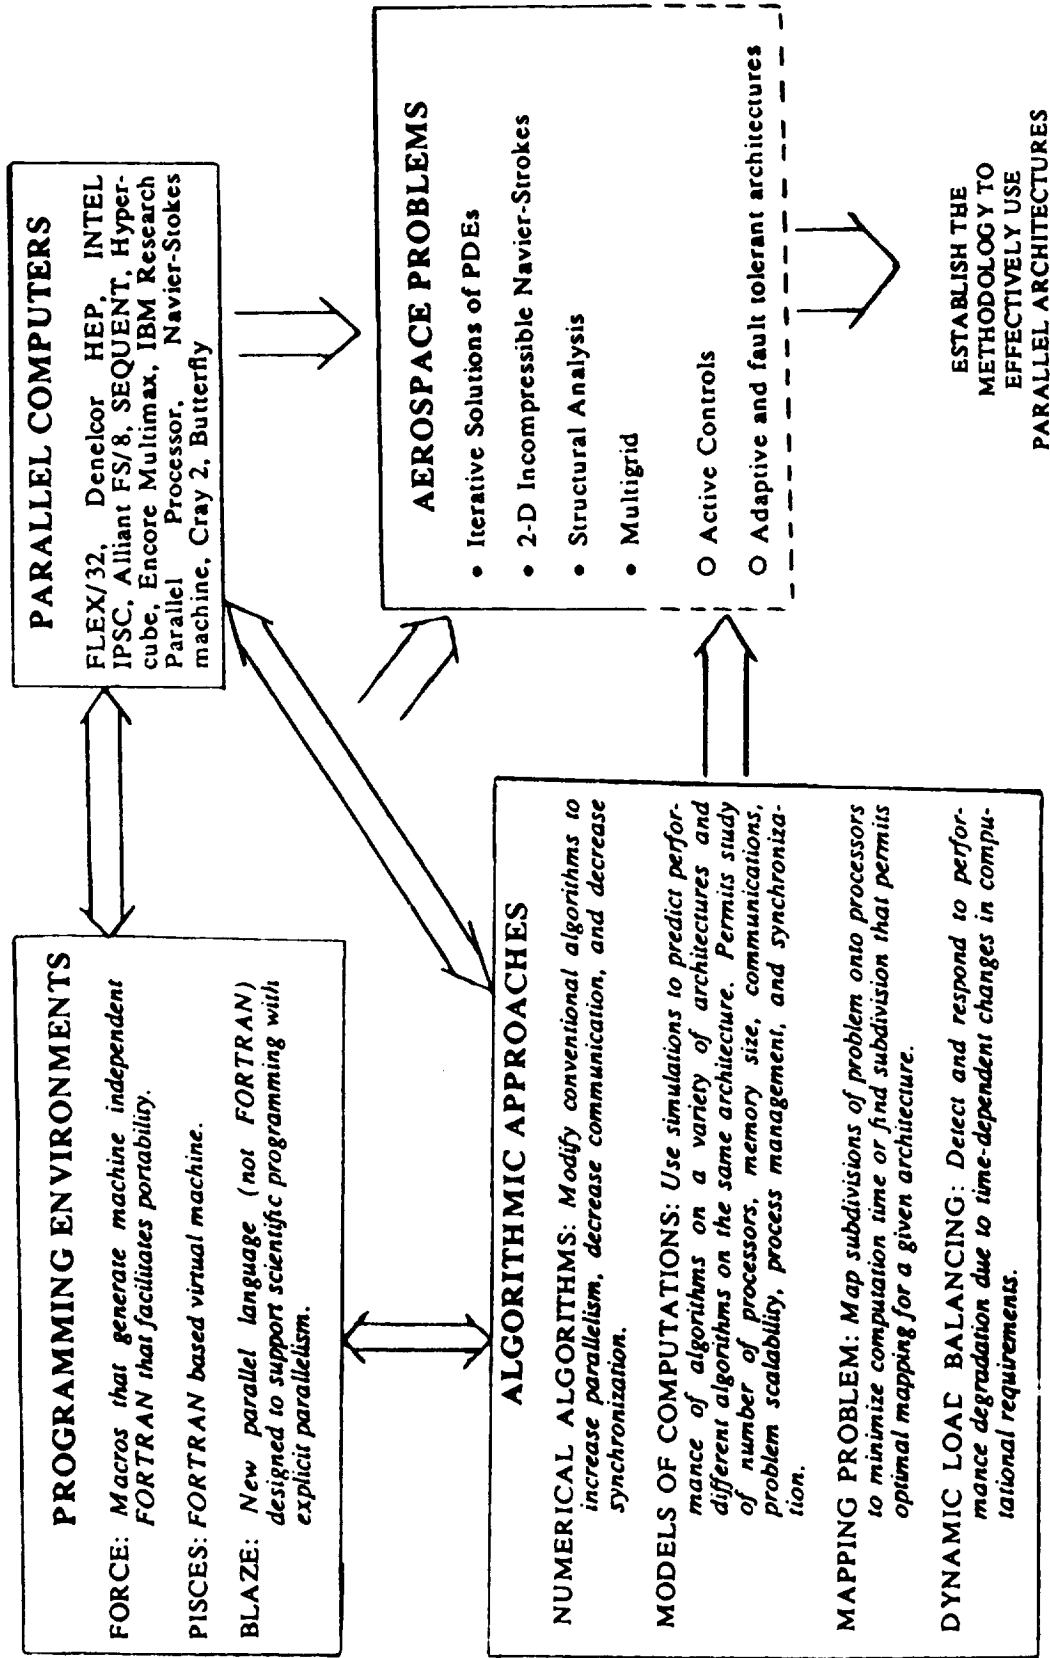 PROGRAMMING ENVIRONMENTS
FORCE: Macros that generate machine independent
FORTRAN that facilitates portability.
PISCES: FORTRAN based virtual machine.
BLAZE: New parallel language (not FORTRAN)
designed to support scientific programming with
explicit parallelism.
PARALLEL COMPUTERS
FLEX/32, Denelcor HEP, INTEL
IPSC, Alliant FS/8, SEQUENT, Hyper-
cube, Encore Multimax, IBM Research
Parallel Processor, Navier-Stokes
machine, Cray 2, Butterfly
ALGORITHMIC APPROACHES
NUMERICAL ALGORITHMS: Modify conventional algorithms to
increase parallelism, decrease communication, and decrease
synchronization.
MODELS OF COMPUTATIONS: Use simulations to predict perfor-
mance of algorithms on a variety of architectures and
different algorithms on the same architecture. Permits study
of number of processors, memory size, communications,
problem scalability, process management, and synchroniza-
tion.
MAPPING PROBLEM: Map subdivisions of problem onto processors
to minimize computation time or find subdivision that permits
optimal mapping for a given architecture.
DYNAMIC LOAD BALANCING: Detect and respond to perfor-
mance degradation due to time-dependent changes in compu-
tational requirements.
AEROSPACE PROBLEMS
• Iterative Solutions of PDEs
• 2-D Incompressible Navier-Strokes
• Structural Analysis
• Multigrid
O Active Controls
O Adaptive and fault tolerant architectures
ESTABLISH THE
METHODOLOGY TO
EFFECTIVELY USE
PARALLEL ARCHITECTURES